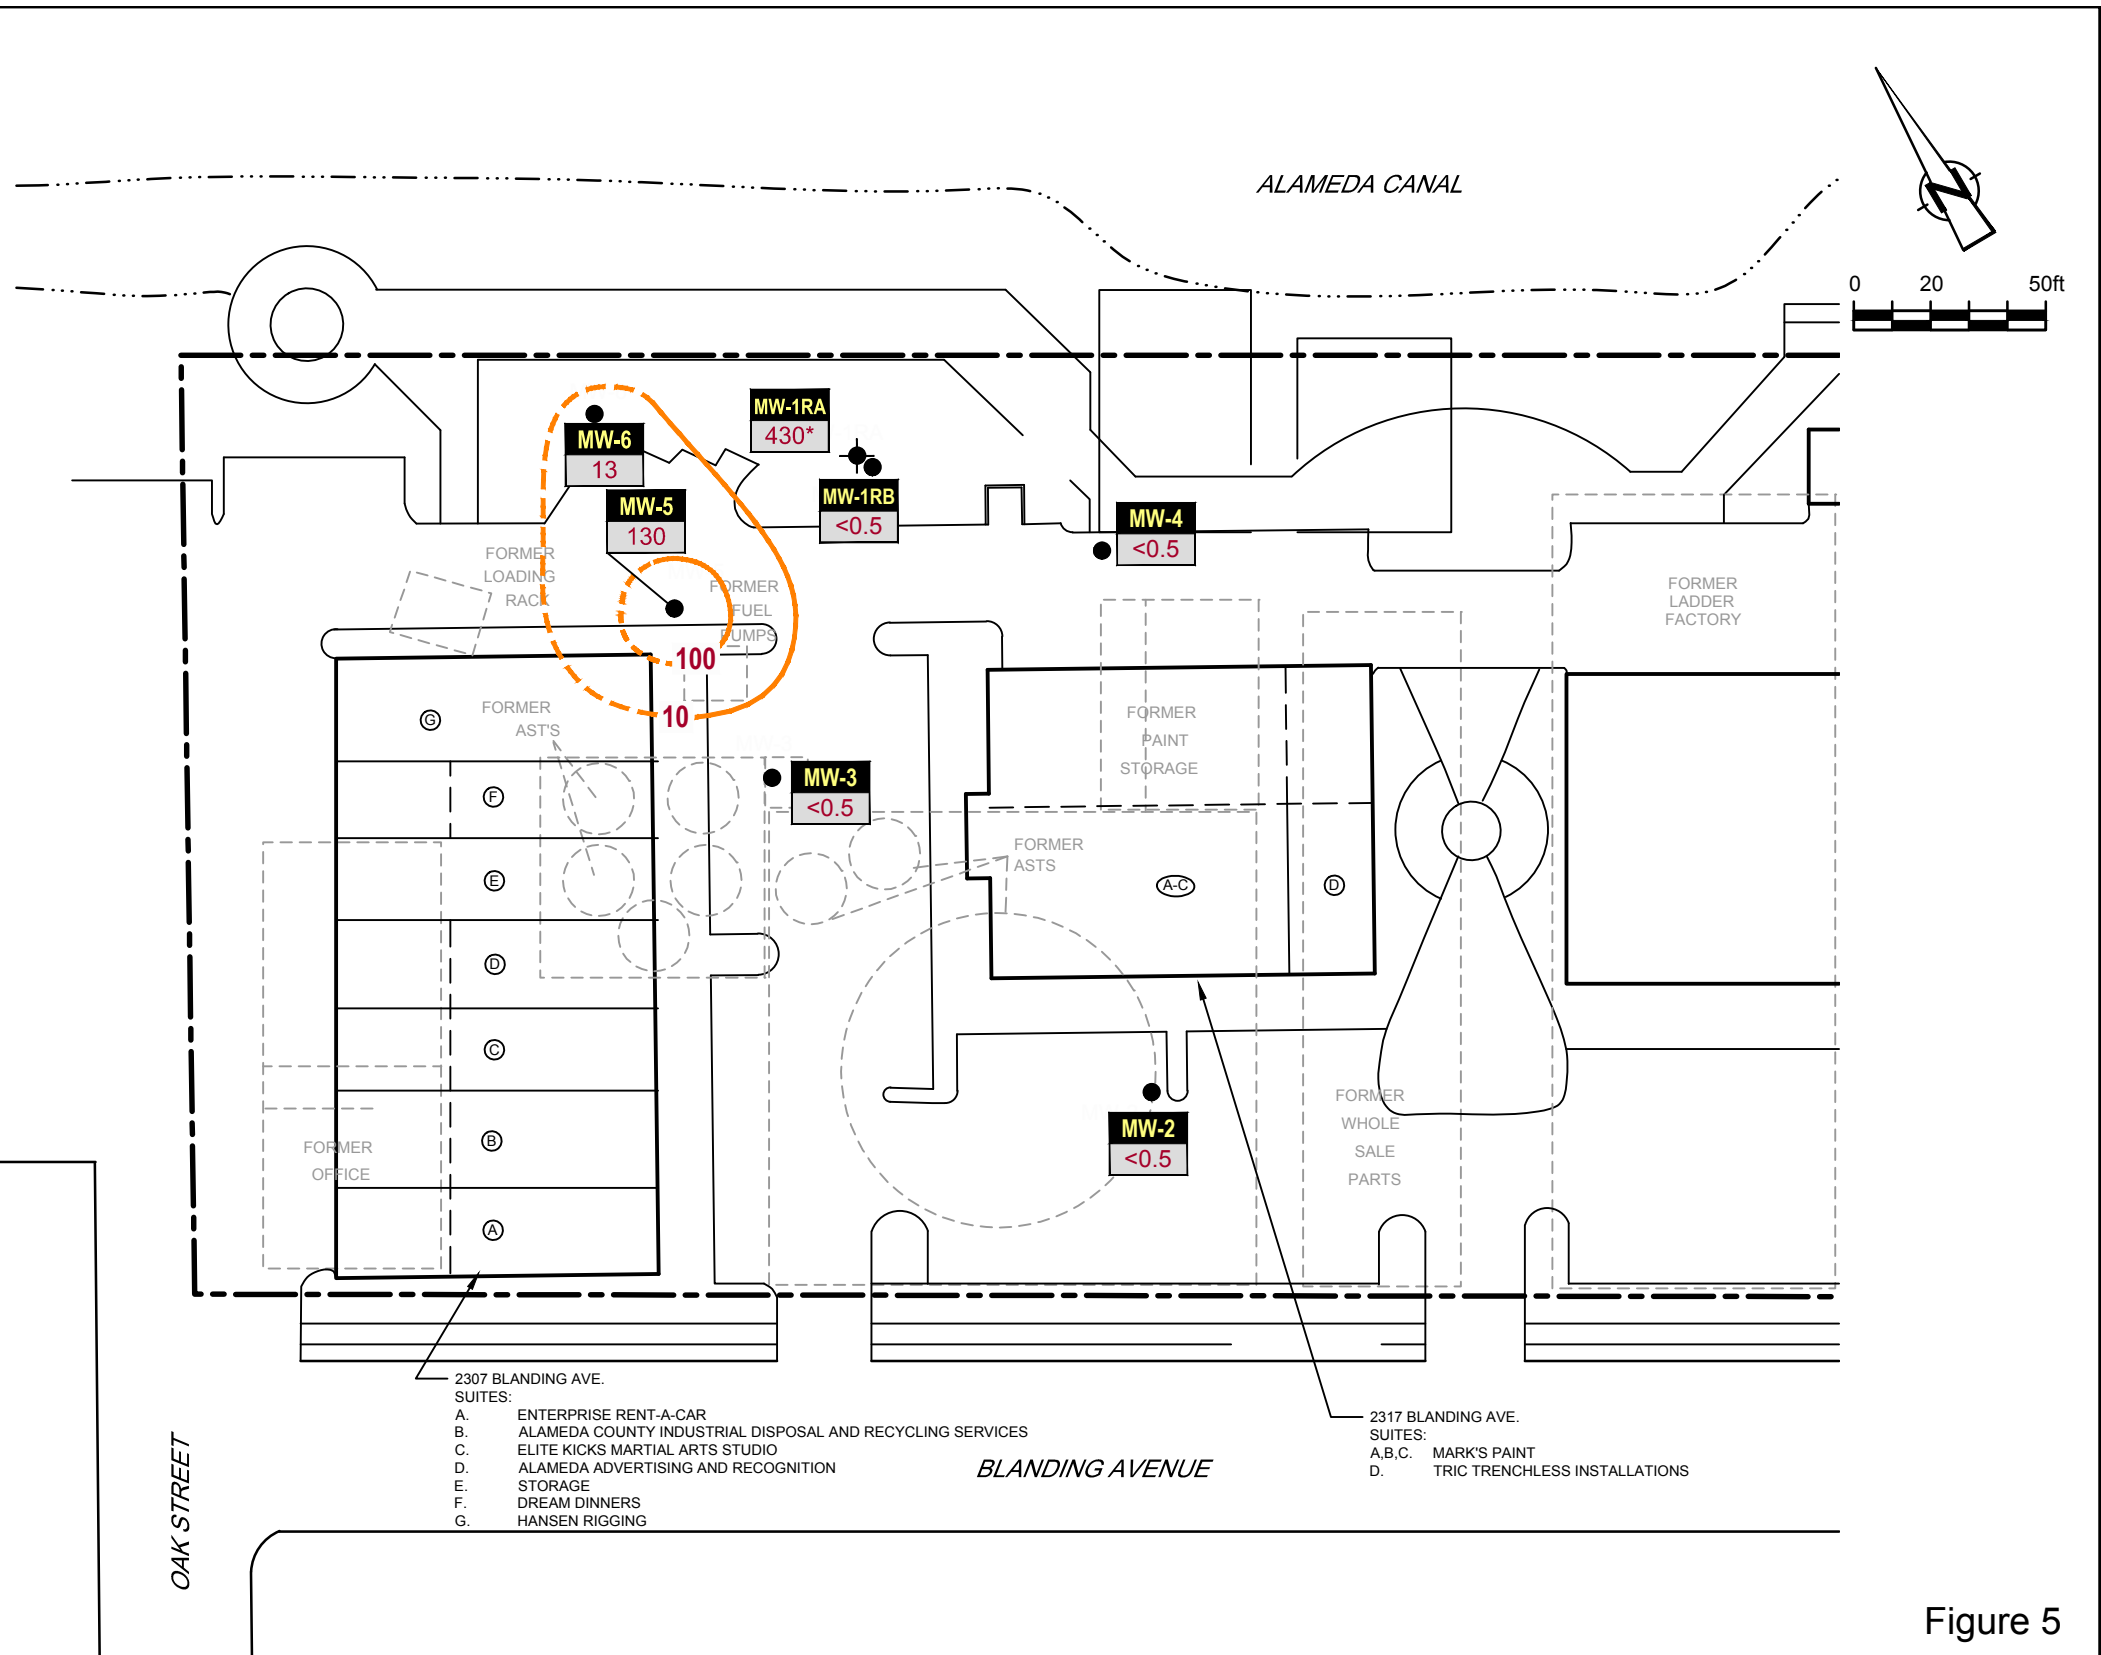 ALAMEDA CANAL
N
0 20 50ft
MW-1RA
430*
MW-6
13
MW-5
130
MW-1RB
<0.5
MW-4
<0.5
FORMER
LOADING
RACK
FORMER
FUEL
PUMPS
100
10
FORMER
LADDER
FACTORY
FORMER
AST'S
G
FORMER
PAINT
STORAGE
MW-3
<0.5
F
E
FORMER
ASTS
A-C
D
D
C
B
A
FORMER
OFFICE
MW-2
<0.5
FORMER
WHOLE
SALE
PARTS
2307 BLANDING AVE.
SUITES:
A. ENTERPRISE RENT-A-CAR
B. ALAMEDA COUNTY INDUSTRIAL DISPOSAL AND RECYCLING SERVICES
C. ELITE KICKS MARTIAL ARTS STUDIO
D. ALAMEDA ADVERTISING AND RECOGNITION
E. STORAGE
F. DREAM DINNERS
G. HANSEN RIGGING
BLANDING AVENUE
2317 BLANDING AVE.
SUITES:
A,B,C. MARK'S PAINT
D. TRIC TRENCHLESS INSTALLATIONS
OAK STREET
Figure 5